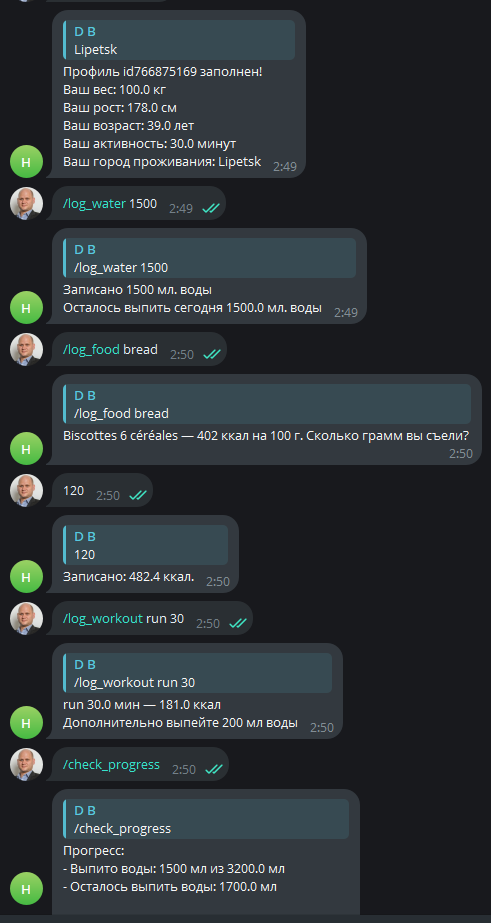 D B
Lipetsk
Профиль id766875169 заполнен!
Ваш вес: 100.0 кг
Ваш рост: 178.0 см
Ваш возраст: 39.0 лет
Ваш активность: 30.0 минут
Ваш город проживания: Lipetsk
2:49
H
/log_water 1500
2:49
D B
/log_water 1500
Записано 1500 мл. воды
Осталось выпить сегодня 1500.0 мл. воды
2:49
H
/log_food bread
2:50
D B
/log_food bread
Biscottes 6 céréales — 402 ккал на 100 г. Сколько грамм вы съели?
2:50
H
120
2:50
D B
120
Записано: 482.4 ккал.
2:50
H
/log_workout run 30
2:50
D B
/log_workout run 30
run 30.0 мин — 181.0 ккал
Дополнительно выпейте 200 мл воды
2:50
H
/check_progress
2:50
D B
/check_progress
Прогресс:
- Выпито воды: 1500 мл из 3200.0 мл
- Осталось выпить воды: 1700.0 мл
H